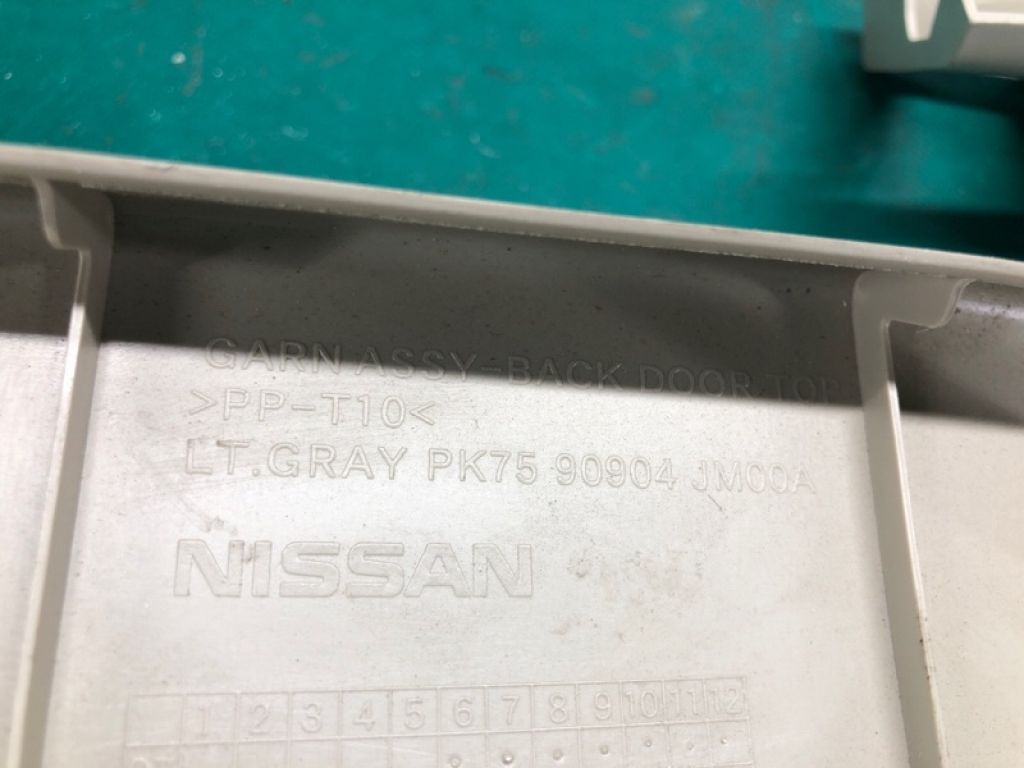 GARN ASSY-BACK DOOR,TOP
>PP-T10<
LT.GRAY PK75 90904 JM00A
NISSAN
1 2 3 4 5 6 7 8 9 10 11 12